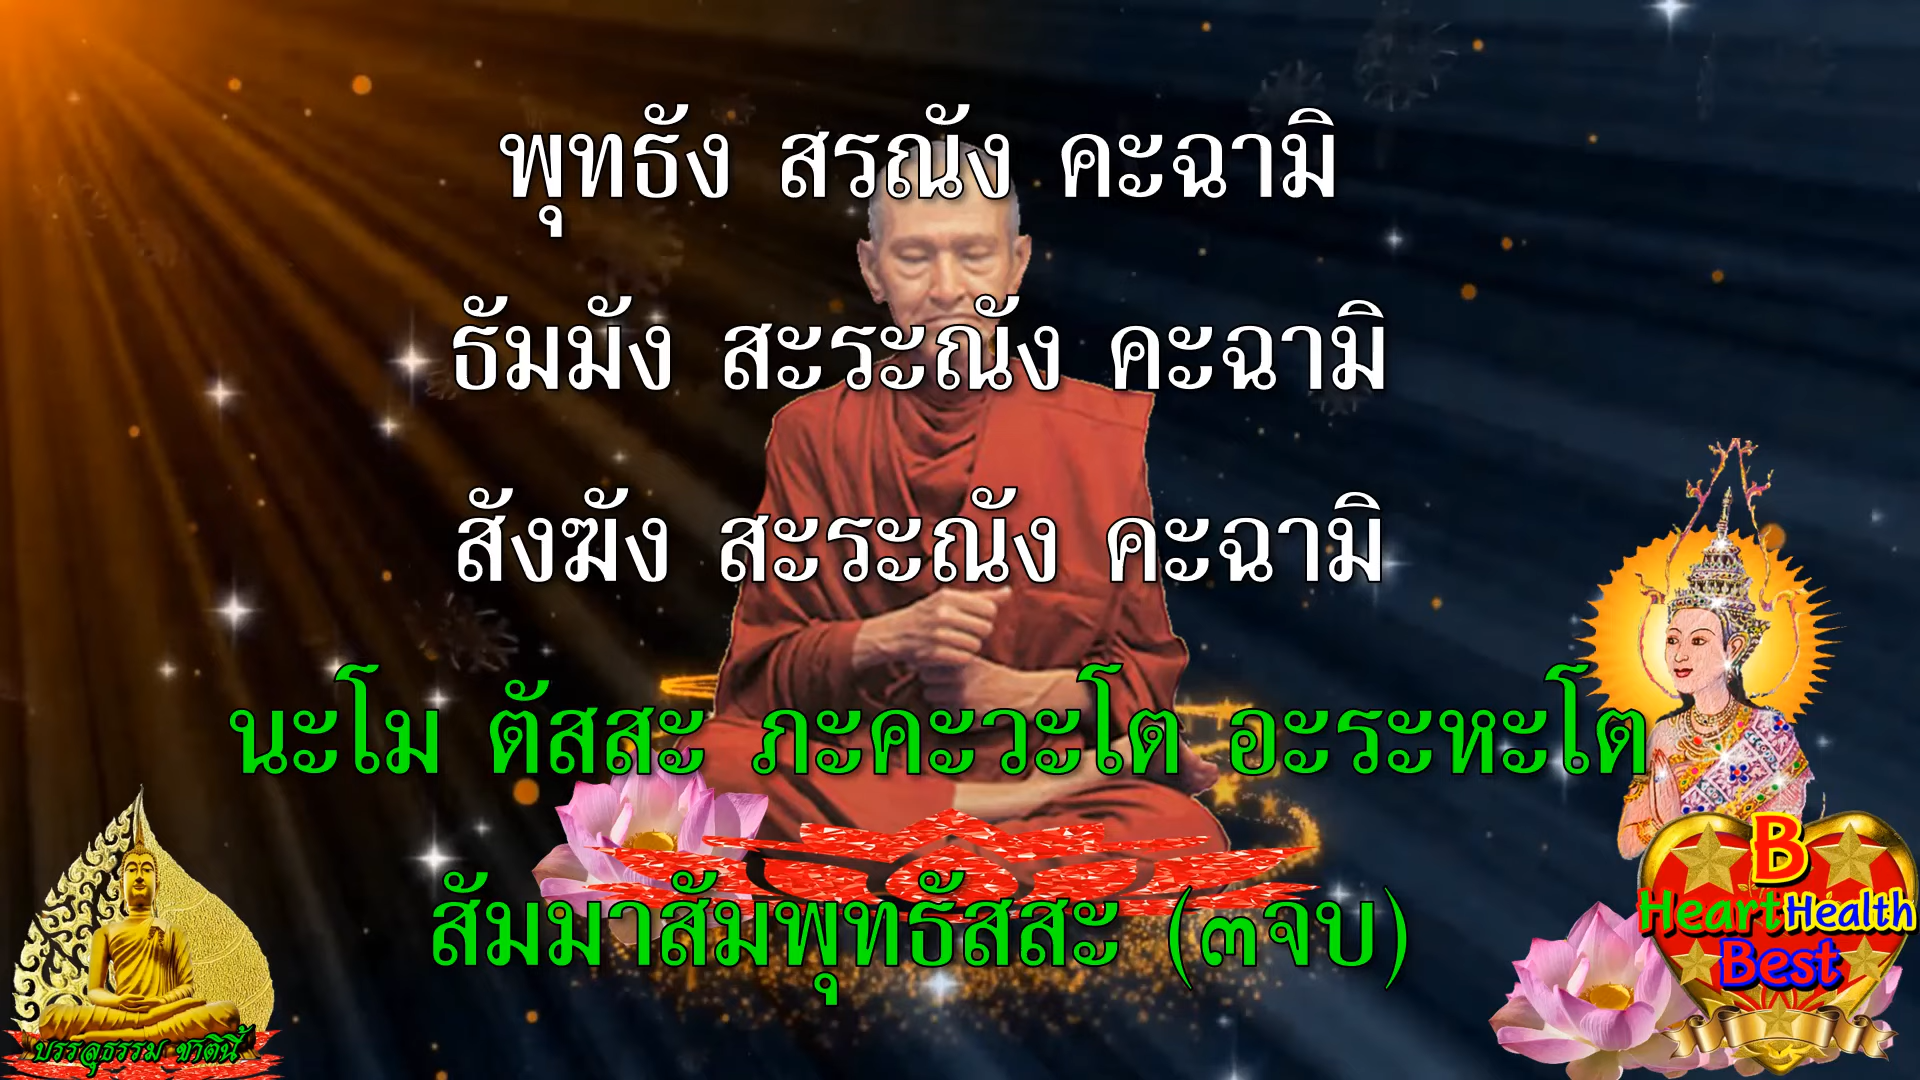 พุทธัง สรณัง คะฉามิ
ธัมมัง สะระณัง คะฉามิ
สังฆัง สะระณัง คะฉามิ
นะโม ตัสสะ ภะคะวะโต อะระหะโต
สัมมาสัมพุทธัสสะ (๓จบ)
บรรลุธรรม ชาตินี้
B
HeartHealth
Best